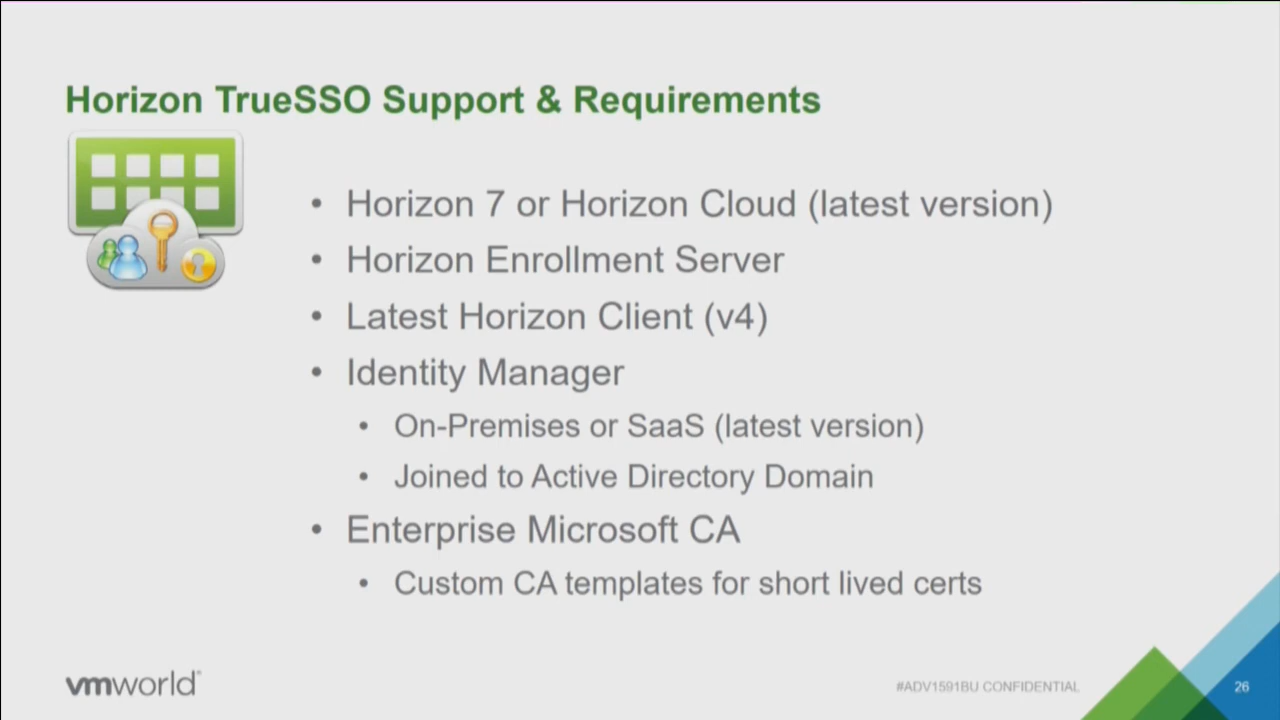 Horizon TrueSSO Support & Requirements
• Horizon 7 or Horizon Cloud (latest version)
• Horizon Enrollment Server
• Latest Horizon Client (v4)
• Identity Manager
• On-Premises or SaaS (latest version)
• Joined to Active Directory Domain
• Enterprise Microsoft CA
• Custom CA templates for short lived certs
vmworld®
#ADV1591BU CONFIDENTIAL
26